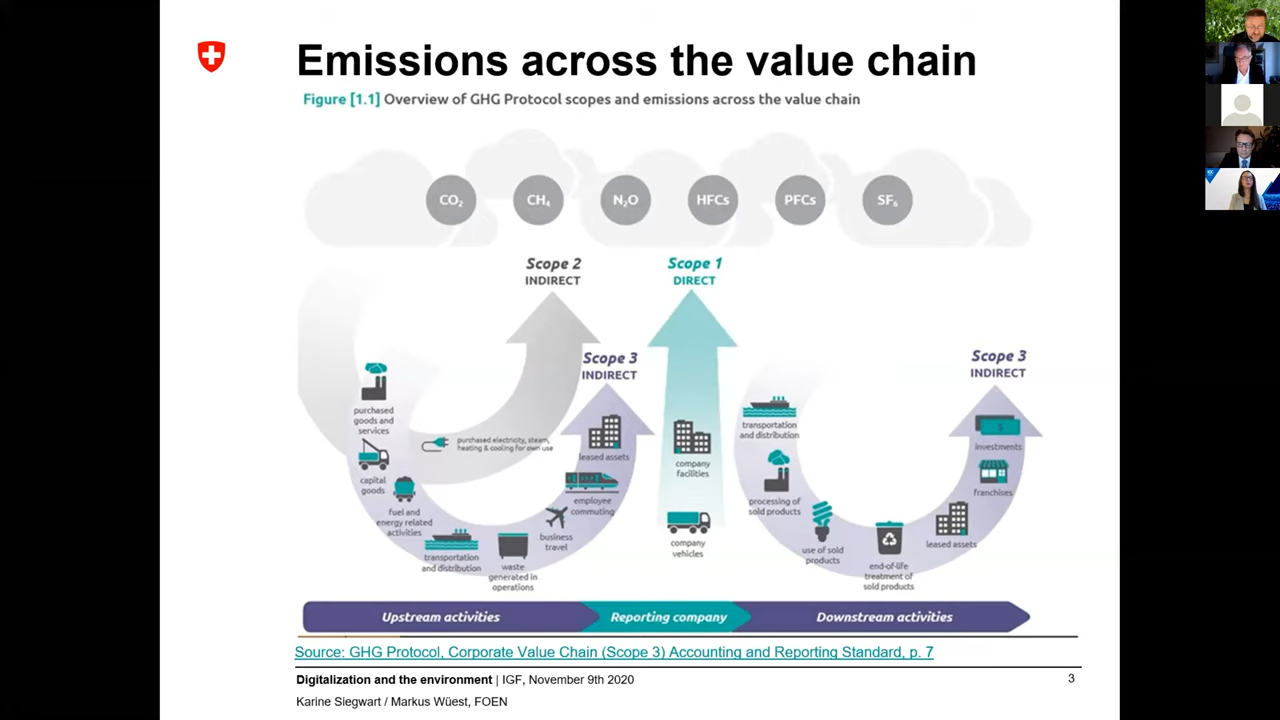 Emissions across the value chain
Figure [1.1] Overview of GHG Protocol scopes and emissions across the value chain
CO₂
CH₄
N₂O
HFCs
PFCs
SF₆
Scope 2
INDIRECT
Scope 1
DIRECT
Scope 3
INDIRECT
Scope 3
INDIRECT
purchased
goods and
services
capital
goods
fuel and
energy related
activities
transportation
and distribution
waste
generated in
operations
business
travel
employee
commuting
leased assets
purchased electricity, steam,
heating & cooling for own use
company
facilities
company
vehicles
transportation
and distribution
processing of
sold products
use of sold
products
end-of-life
treatment of
sold products
leased assets
franchises
investments
Upstream activities
Reporting company
Downstream activities
Source: GHG Protocol, Corporate Value Chain (Scope 3) Accounting and Reporting Standard, p. 7
Digitalization and the environment | IGF, November 9th 2020
3
Karine Siegwart / Markus Wüest, FOEN